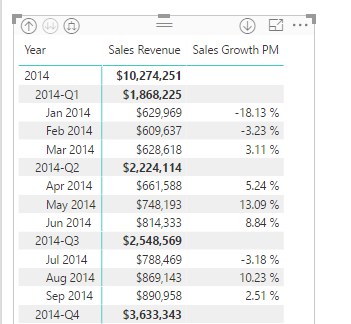 Year Sales Revenue Sales Growth PM
2014 $10,274,251
2014-Q1 $1,868,225
Jan 2014 $629,969 -18.13 %
Feb 2014 $609,637 -3.23 %
Mar 2014 $628,618 3.11 %
2014-Q2 $2,224,114
Apr 2014 $661,588 5.24 %
May 2014 $748,193 13.09 %
Jun 2014 $814,333 8.84 %
2014-Q3 $2,548,569
Jul 2014 $788,469 -3.18 %
Aug 2014 $869,143 10.23 %
Sep 2014 $890,958 2.51 %
2014-Q4 $3,633,343